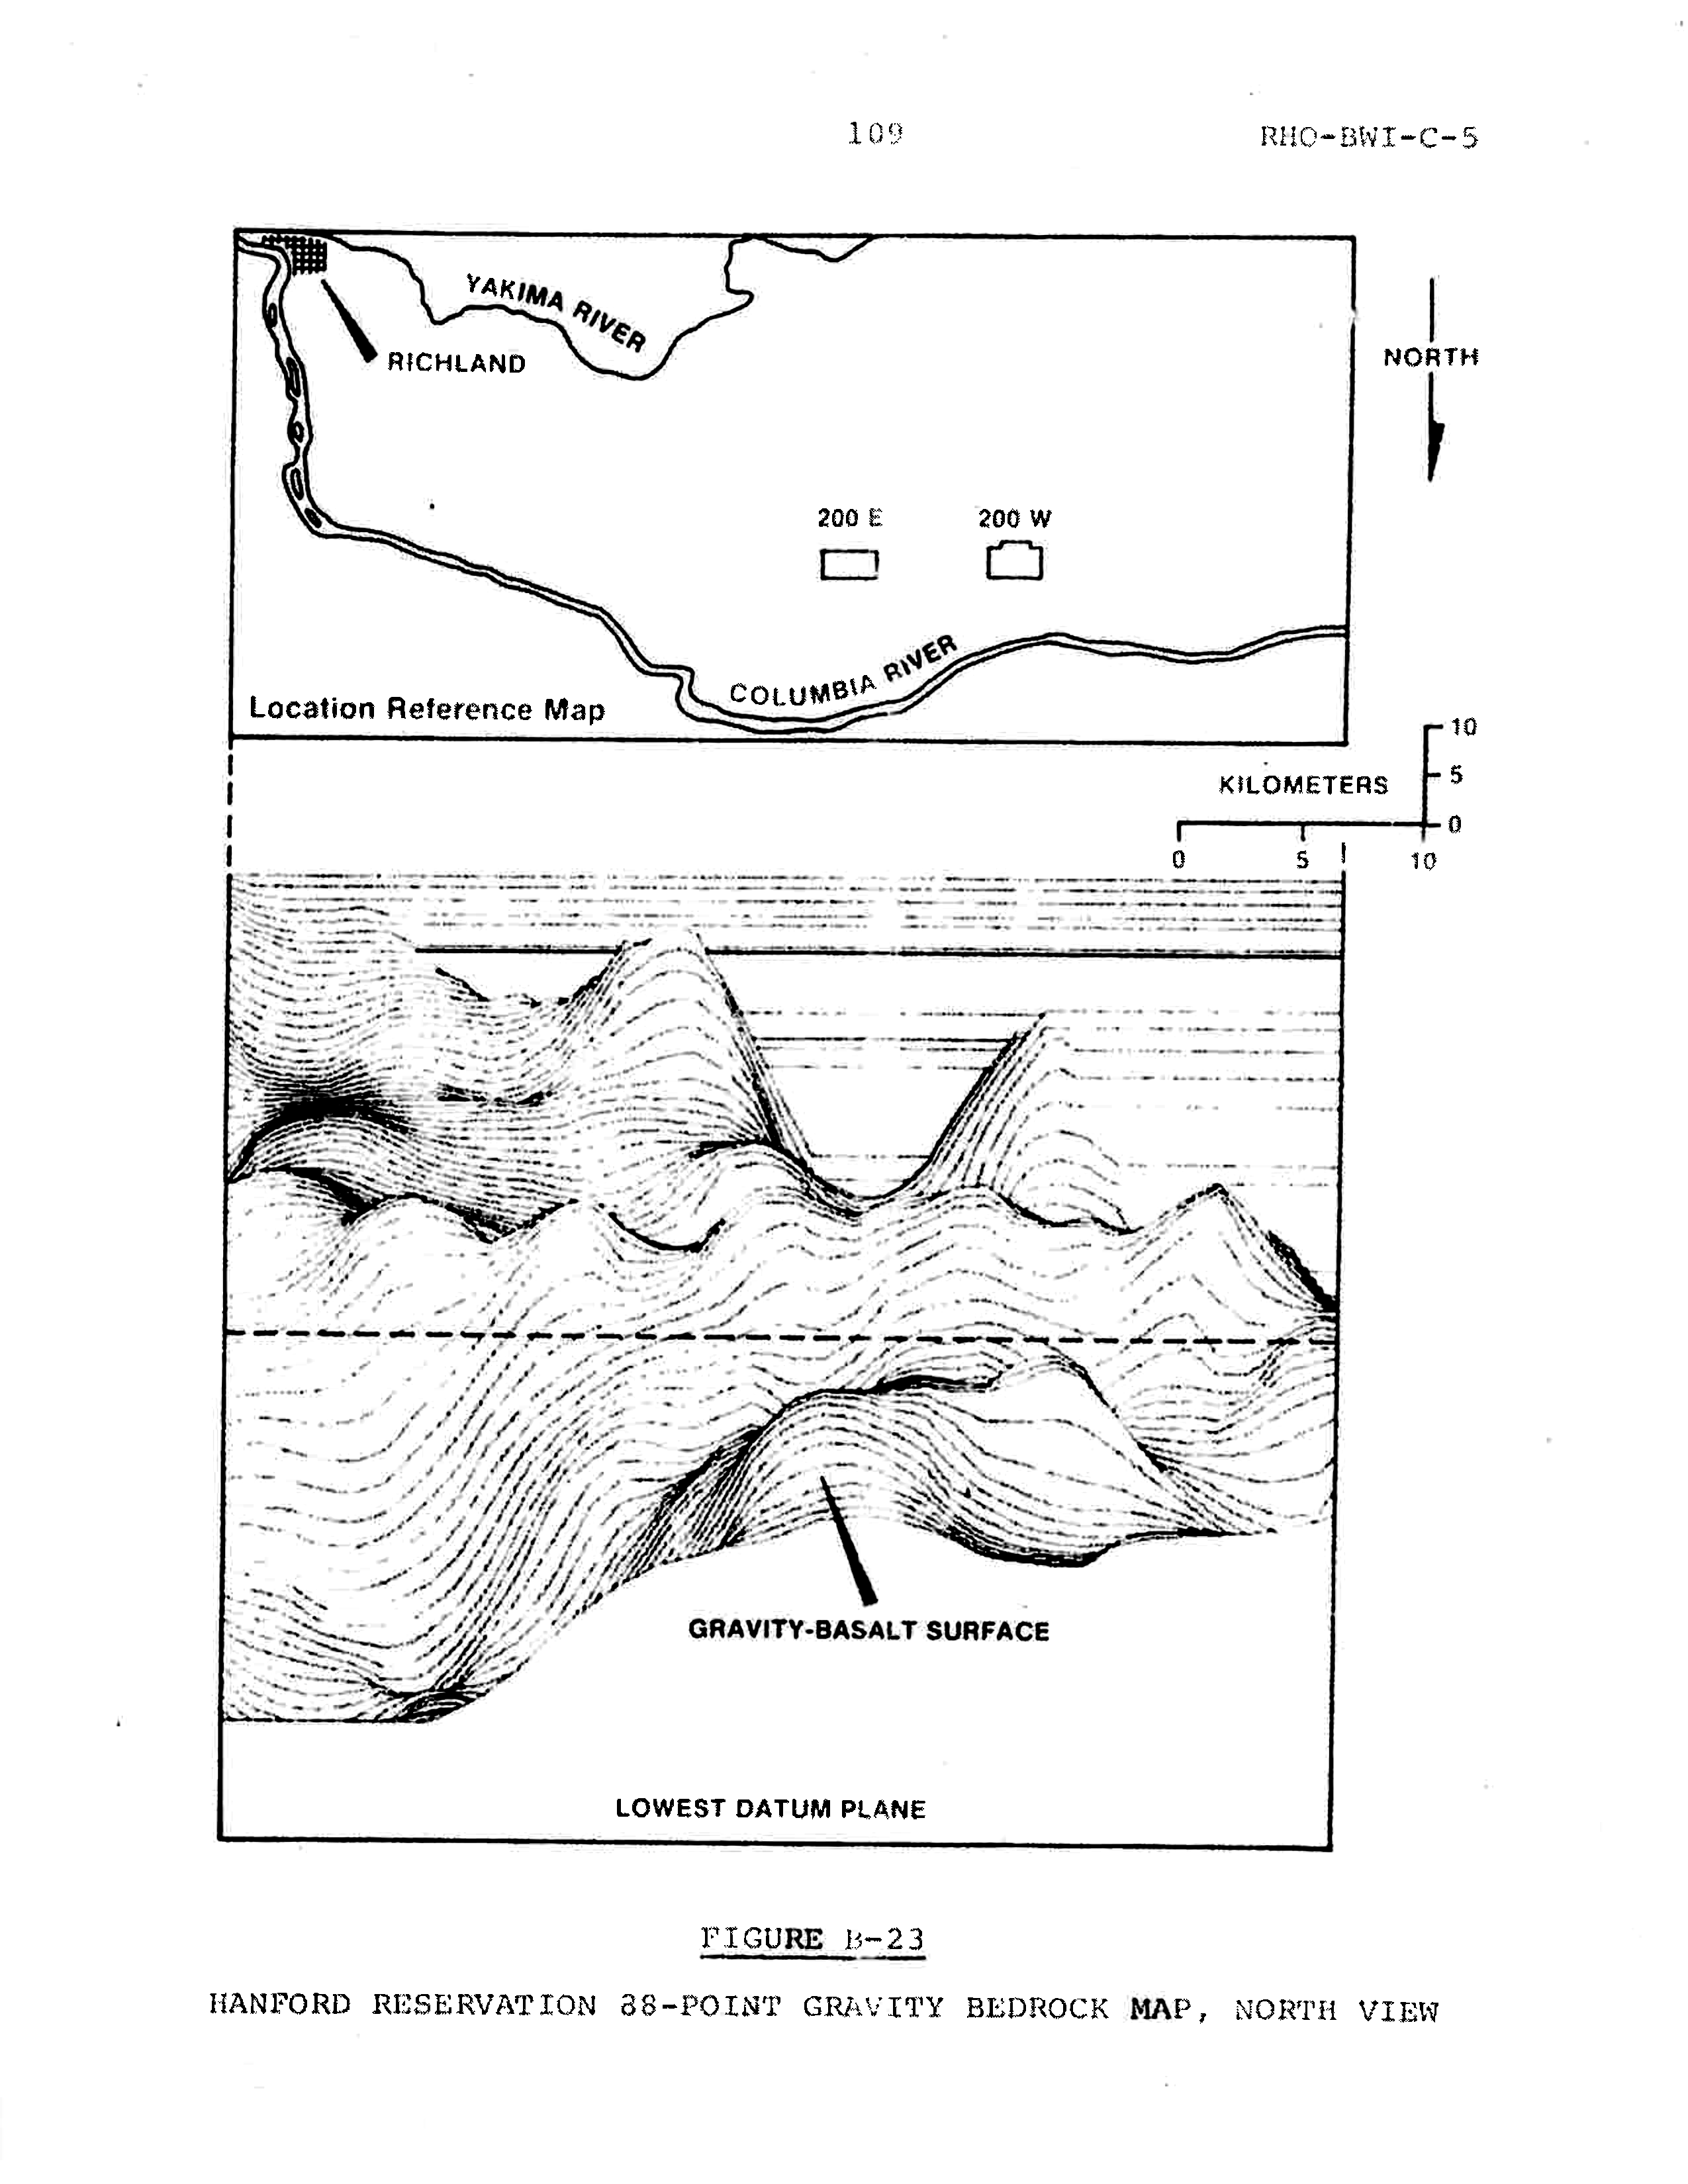 109
RHO-BWI-C-5
YAKIMA RIVER
RICHLAND
NORTH
200 E
200 W
COLUMBIA RIVER
Location Reference Map
10
5
0
KILOMETERS
0
5
10
GRAVITY-BASALT SURFACE
LOWEST DATUM PLANE
FIGURE B-23
HANFORD RESERVATION 88-POINT GRAVITY BEDROCK MAP, NORTH VIEW